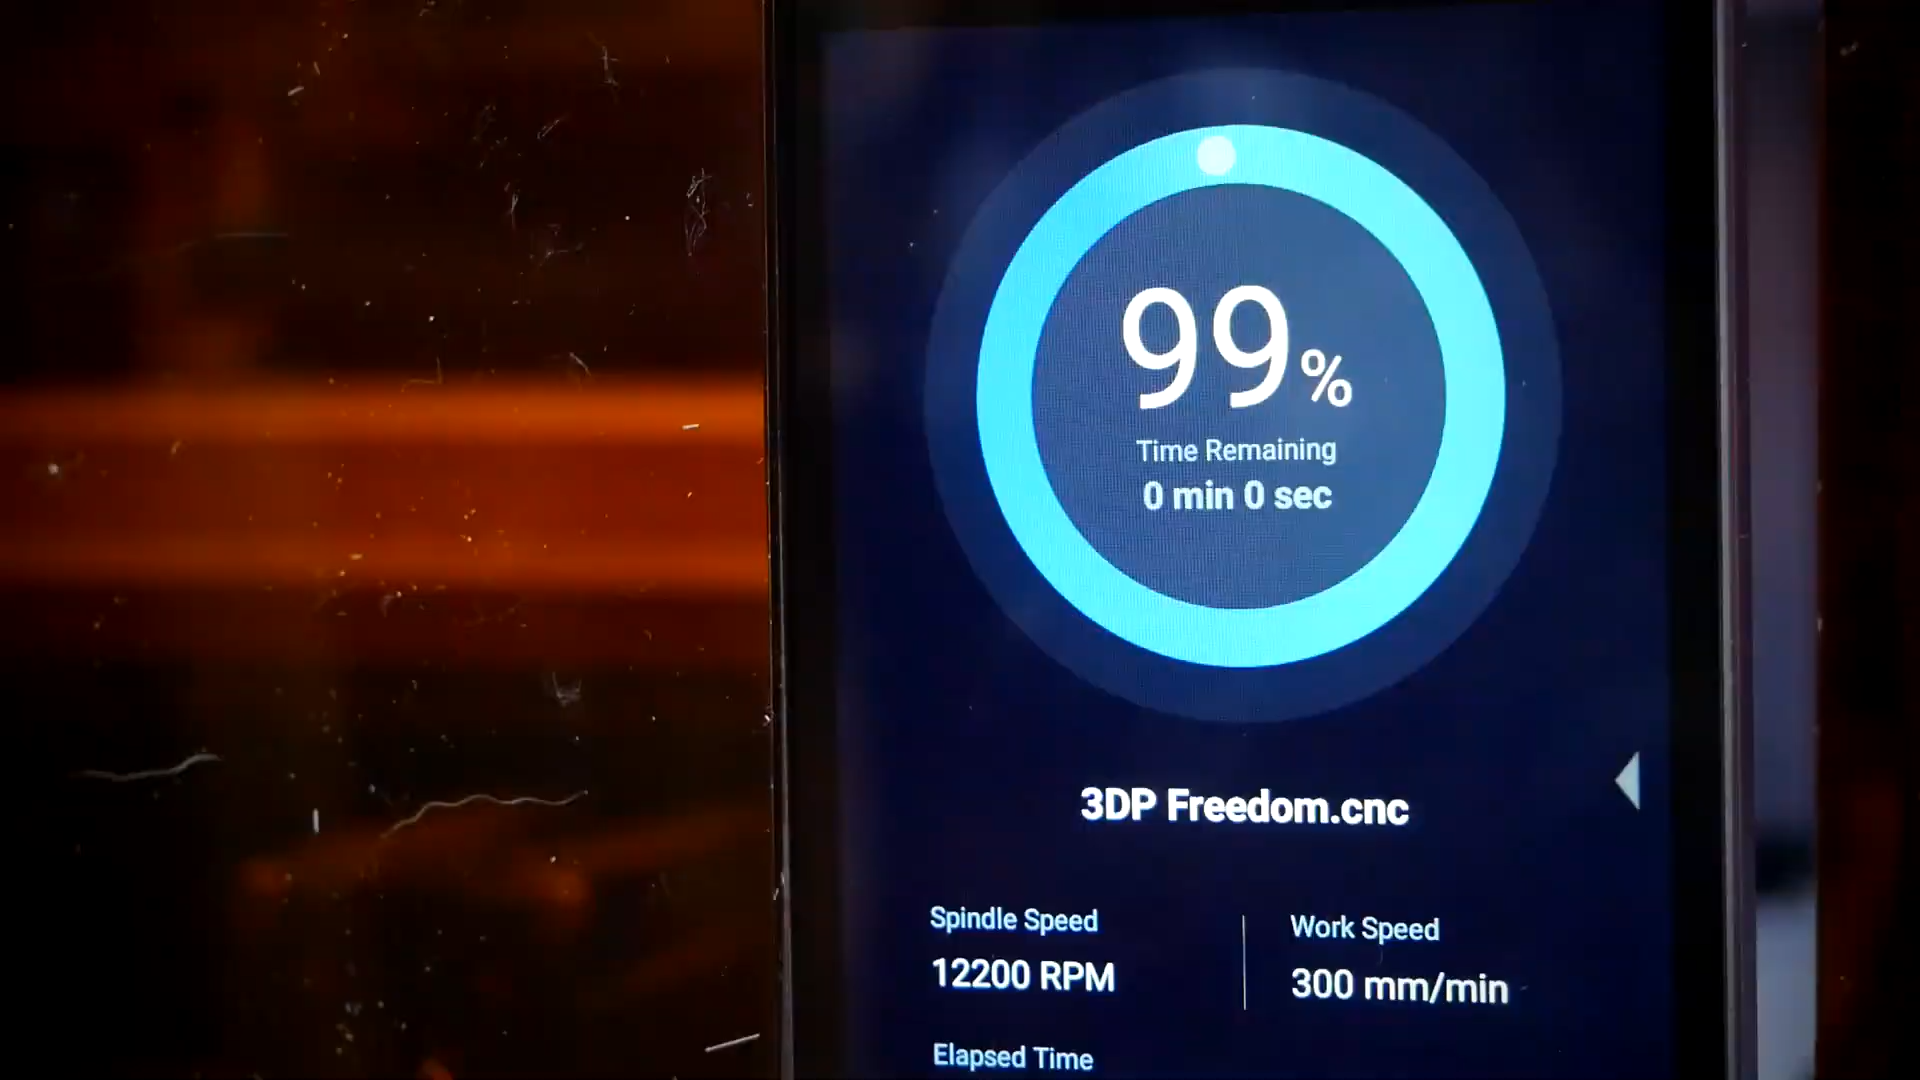 99%
Time Remaining
0 min 0 sec
3DP Freedom.cnc
Spindle Speed
12200 RPM
Work Speed
300 mm/min
Elapsed Time